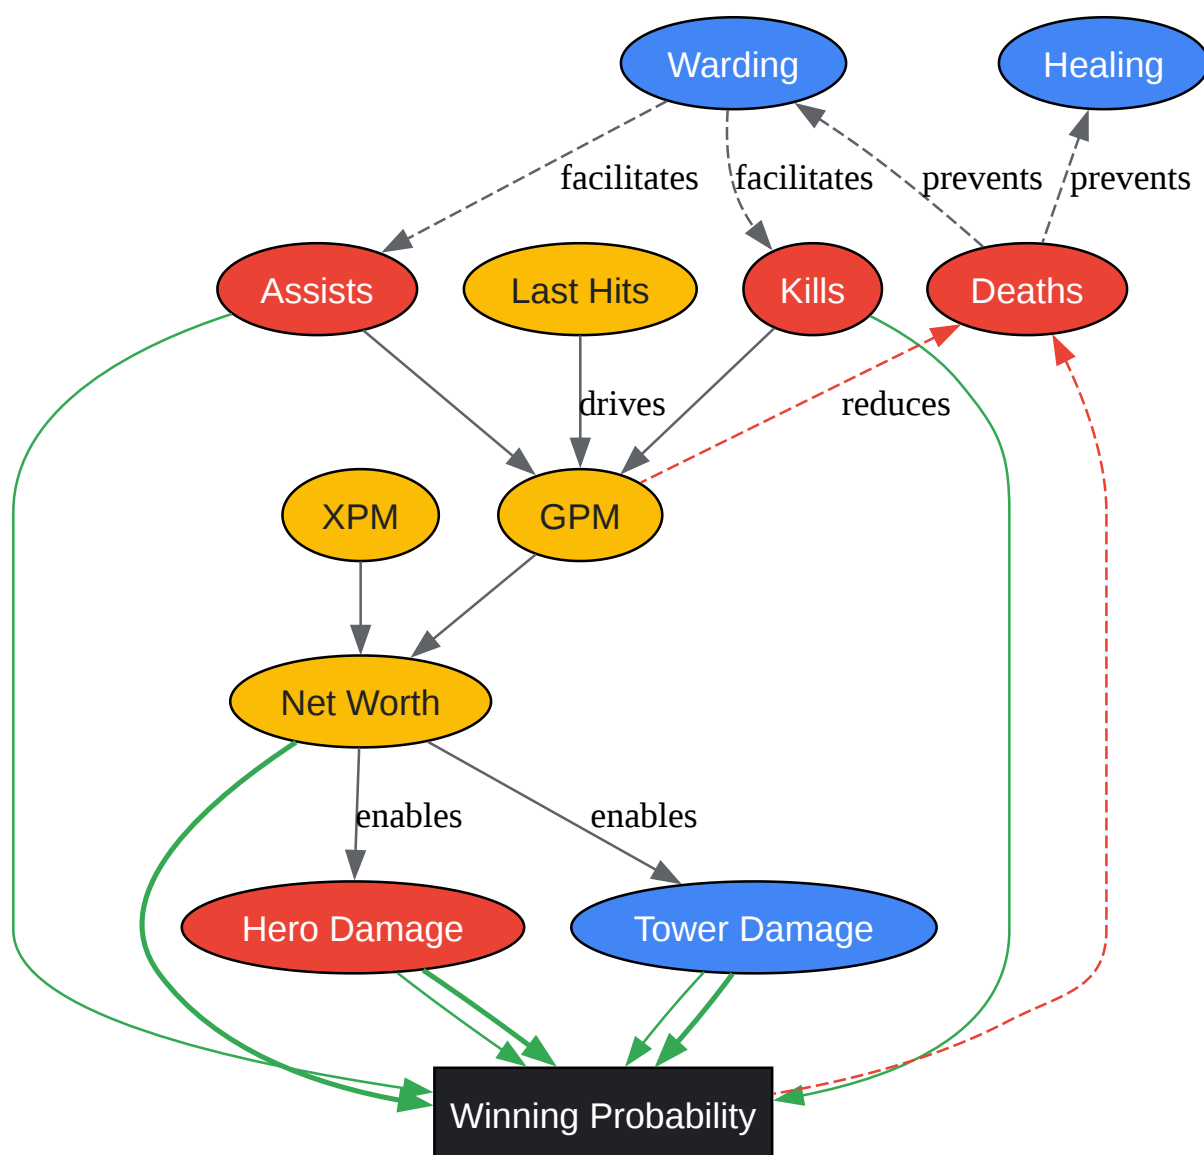 Warding
Healing
facilitates
facilitates
prevents
prevents
Assists
Last Hits
Kills
Deaths
drives
reduces
XPM
GPM
Net Worth
enables
enables
Hero Damage
Tower Damage
Winning Probability